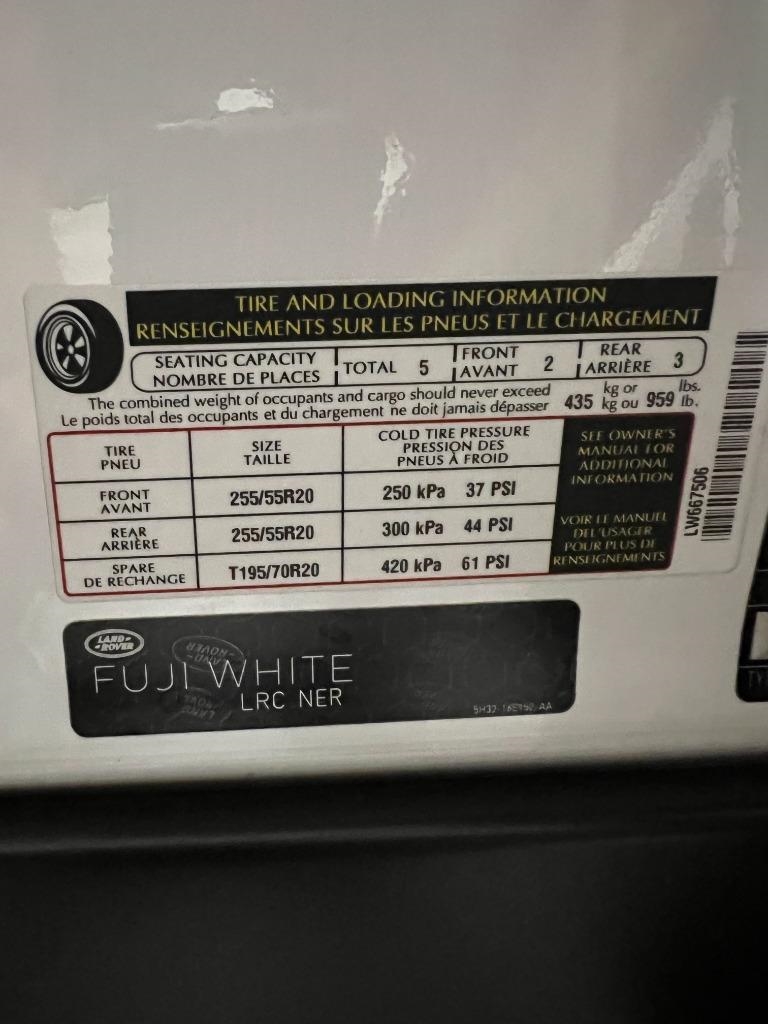 TIRE AND LOADING INFORMATION
RENSEIGNEMENTS SUR LES PNEUS ET LE CHARGEMENT
SEATING CAPACITY
NOMBRE DE PLACES
TOTAL 5
FRONT
AVANT 2
REAR
ARRIÈRE 3
The combined weight of occupants and cargo should never exceed 435 kg or 959 lbs.
Le poids total des occupants et du chargement ne doit jamais dépasser kg ou lb.
TIRE
PNEU
SIZE
TAILLE
COLD TIRE PRESSURE
PRESSION DES
PNEUS À FROID
SEE OWNER'S
MANUAL FOR
ADDITIONAL
INFORMATION
FRONT
AVANT
255/55R20
250 kPa 37 PSI
REAR
ARRIÈRE
255/55R20
300 kPa 44 PSI
VOIR LE MANUEL
DE L'USAGER
POUR PLUS DE
RENSEIGNEMENTS
SPARE
DE RECHANGE
T195/70R20
420 kPa 61 PSI
LW667506
LAND-
-ROVER
FUJI WHITE
LRC NER